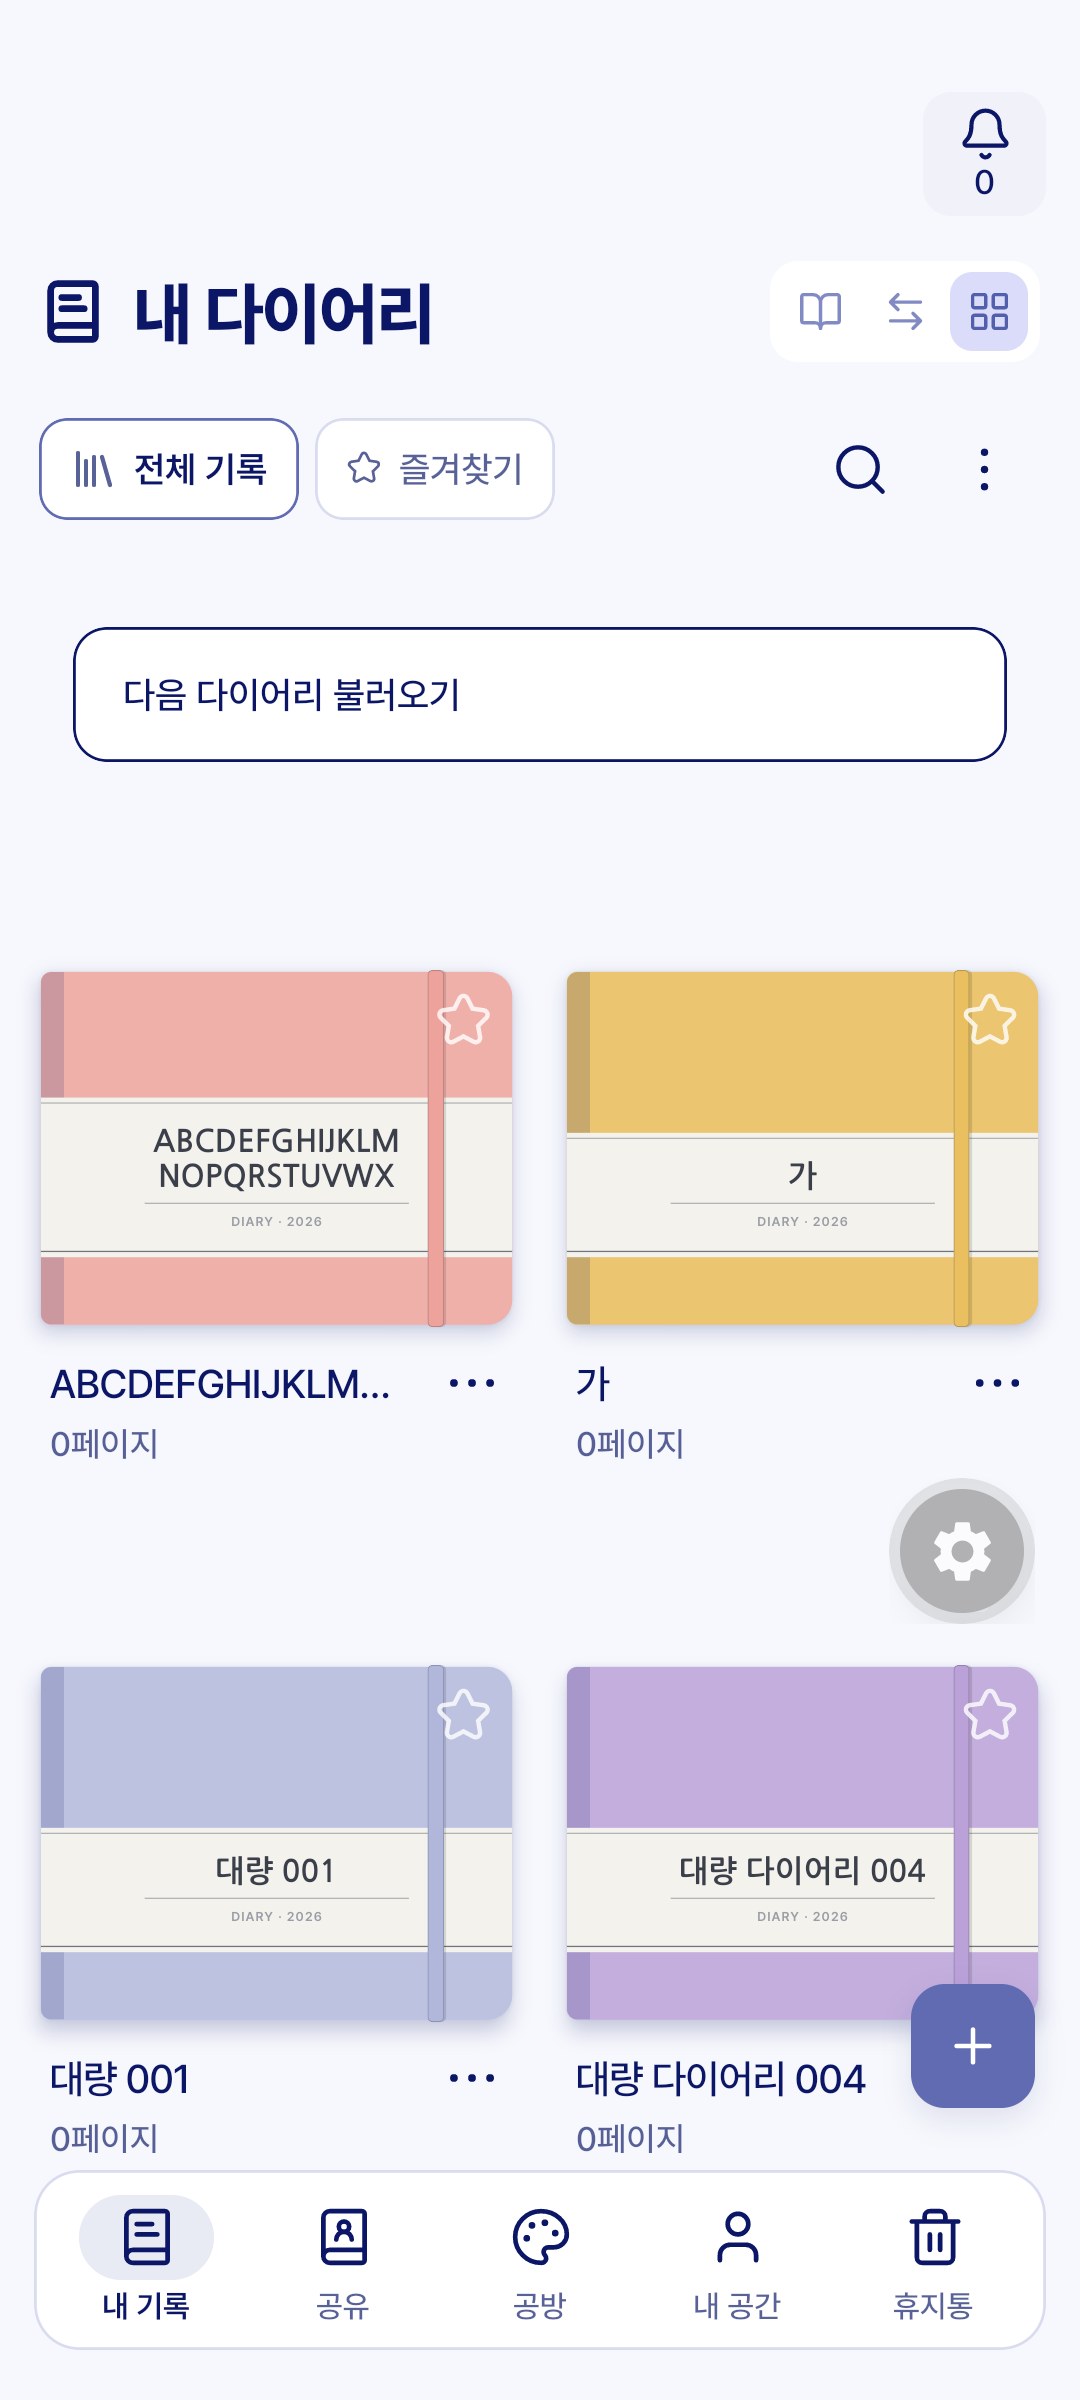 0
내 다이어리
전체 기록
즐겨찾기
다음 다이어리 불러오기
ABCDEFGHIJKLM
NOPQRSTUVWX
DIARY · 2026
가
DIARY · 2026
ABCDEFGHIJKLM...
0페이지
가
0페이지
대량 001
DIARY · 2026
대량 다이어리 004
DIARY · 2026
대량 001
0페이지
대량 다이어리 004
0페이지
내 기록
공유
공방
내 공간
휴지통